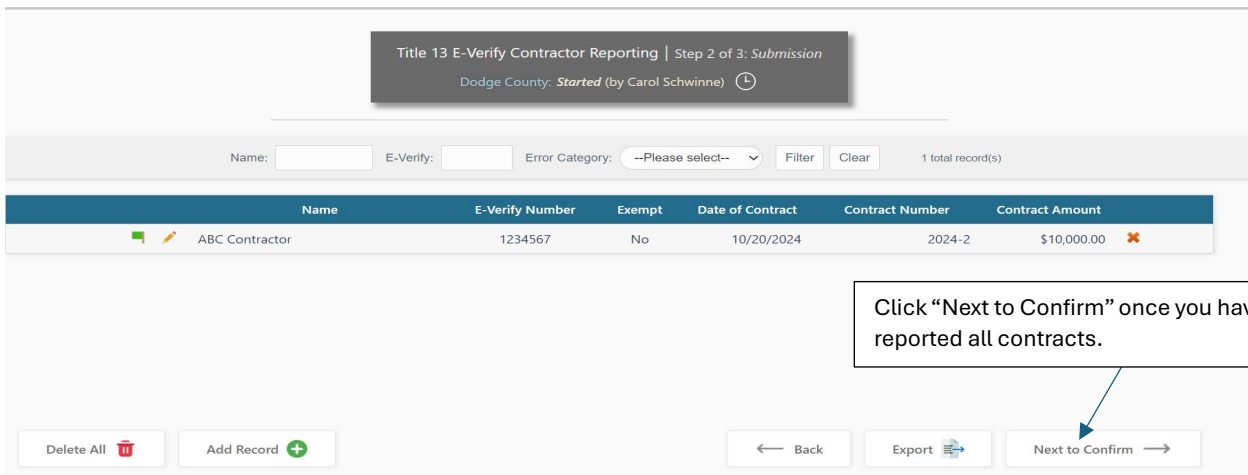 Title 13 E-Verify Contractor Reporting | Step 2 of 3: Submission
Dodge County: Started (by Carol Schwinne)
Name: E-Verify: Error Category: --Please select-- Filter Clear 1 total record(s)
Name E-Verify Number Exempt Date of Contract Contract Number Contract Amount
ABC Contractor 1234567 No 10/20/2024 2024-2 $10,000.00
Click “Next to Confirm” once you hav
reported all contracts.
Delete All Add Record Back Export Next to Confirm